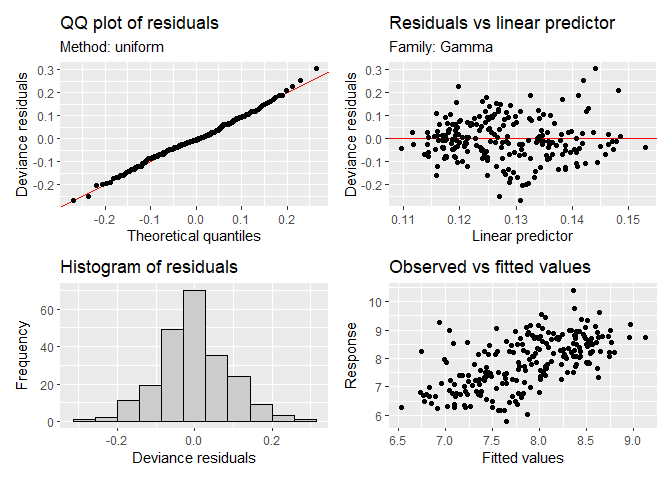 QQ plot of residuals
Method: uniform
Deviance residuals
0.3
0.2
0.1
0.0
-0.1
-0.2
-0.2 -0.1 0.0 0.1 0.2
Theoretical quantiles
Residuals vs linear predictor
Family: Gamma
Deviance residuals
0.3
0.2
0.1
0.0
-0.1
-0.2
0.11 0.12 0.13 0.14 0.15
Linear predictor
Histogram of residuals
Frequency
60
40
20
0
-0.2 0.0 0.2
Deviance residuals
Observed vs fitted values
Response
10
9
8
7
6
6.5 7.0 7.5 8.0 8.5 9.0
Fitted values